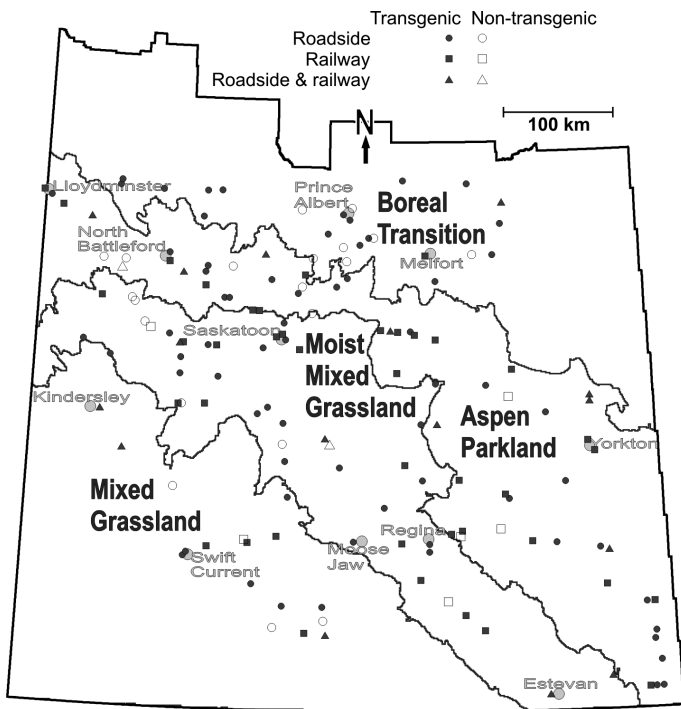 Transgenic Non-transgenic
Roadside
Railway
Roadside & railway
100 km
N
Lloydminster
Prince
Albert
Boreal
Transition
North
Battleford
Melfort
Saskatoon
Moist
Mixed
Grassland
Kindersley
Aspen
Parkland
Yorkton
Mixed
Grassland
Regina
Moose
Jaw
Swift
Current
Estevan